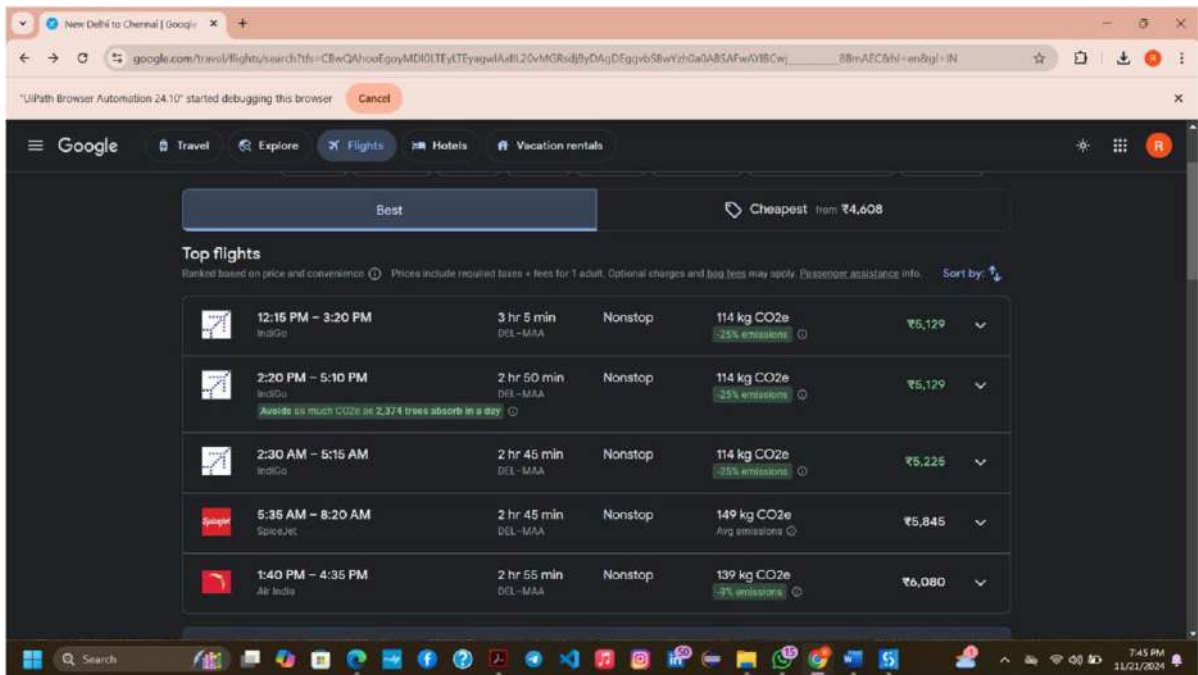 New Delhi to Chennai | Google
"UiPath Browser Automation 24.10" started debugging this browser Cancel
Google Travel Explore Flights Hotels Vacation rentals R
Best
Cheapest from ₹4,608
Top flights
Ranked based on price and convenience Prices include required taxes + fees for 1 adult. Optional charges and bag fees may apply. Passenger assistance info. Sort by:
12:15 PM – 3:20 PM 3 hr 5 min Nonstop 114 kg CO2e ₹5,129
IndiGo DEL–MAA -25% emissions
2:20 PM – 5:10 PM 2 hr 50 min Nonstop 114 kg CO2e ₹5,129
IndiGo DEL–MAA -25% emissions
Avoids as much CO2e as 2,374 trees absorb in a day
2:30 AM – 5:15 AM 2 hr 45 min Nonstop 114 kg CO2e ₹5,225
IndiGo DEL–MAA -25% emissions
5:35 AM – 8:20 AM 2 hr 45 min Nonstop 149 kg CO2e ₹5,845
SpiceJet SpiceJet DEL–MAA Avg emissions
1:40 PM – 4:35 PM 2 hr 55 min Nonstop 139 kg CO2e ₹6,080
Air India DEL–MAA -9% emissions
Search 50 15 7:45 PM
11/21/2024